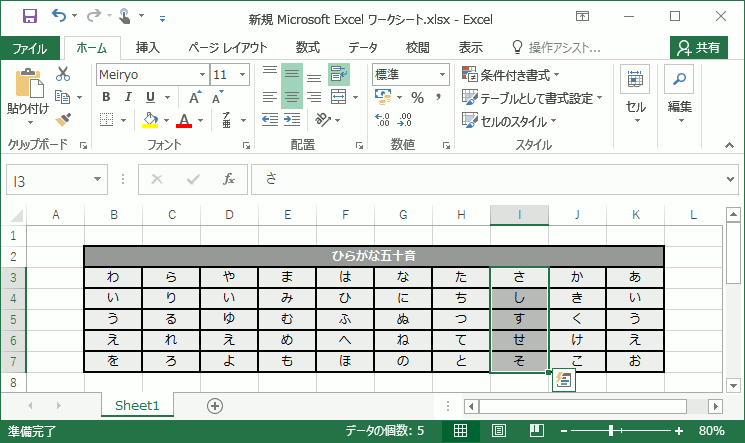 新規 Microsoft Excel ワークシート.xlsx - Excel
ファイル ホーム 挿入 ページ レイアウト 数式 データ 校閲 表示 操作アシスト... 共有
貼り付け
クリップボード
Meiryo 11
B I U A A
A ア亜
フォント
配置
標準
% ,
←.0 .00 .00 →.0
数値
条件付き書式
テーブルとして書式設定
セルのスタイル
スタイル
セル
編集
I3 fx さ
A B C D E F G H I J K L
1
2 ひらがな五十音
3 わ ら や ま は な た さ か あ
4 い り い み ひ に ち し き い
5 う る ゆ む ふ ぬ つ す く う
6 え れ え め へ ね て せ け え
7 を ろ よ も ほ の と そ こ お
8
Sheet1
準備完了 データの個数: 5 80%